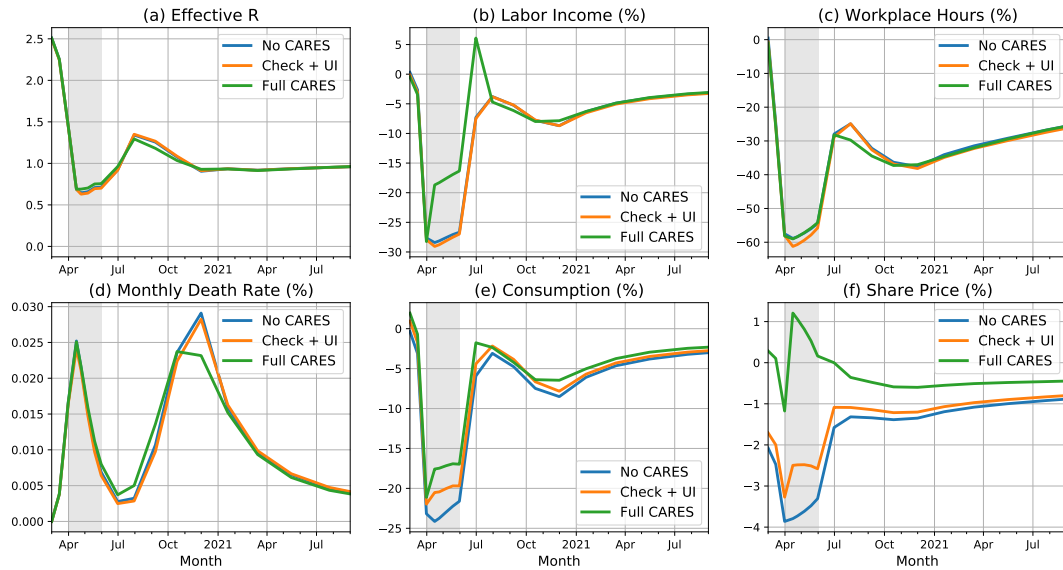 (a) Effective R
2.5
2.0
1.5
1.0
0.5
0.0
No CARES
Check + UI
Full CARES
Apr Jul Oct 2021 Apr Jul
(b) Labor Income (%)
5
0
−5
−10
−15
−20
−25
−30
No CARES
Check + UI
Full CARES
Apr Jul Oct 2021 Apr Jul
(c) Workplace Hours (%)
0
−10
−20
−30
−40
−50
−60
No CARES
Check + UI
Full CARES
Apr Jul Oct 2021 Apr Jul
(d) Monthly Death Rate (%)
0.030
0.025
0.020
0.015
0.010
0.005
0.000
No CARES
Check + UI
Full CARES
Apr Jul Oct 2021 Apr Jul
Month
(e) Consumption (%)
0
−5
−10
−15
−20
−25
No CARES
Check + UI
Full CARES
Apr Jul Oct 2021 Apr Jul
Month
(f) Share Price (%)
1
0
−1
−2
−3
−4
No CARES
Check + UI
Full CARES
Apr Jul Oct 2021 Apr Jul
Month